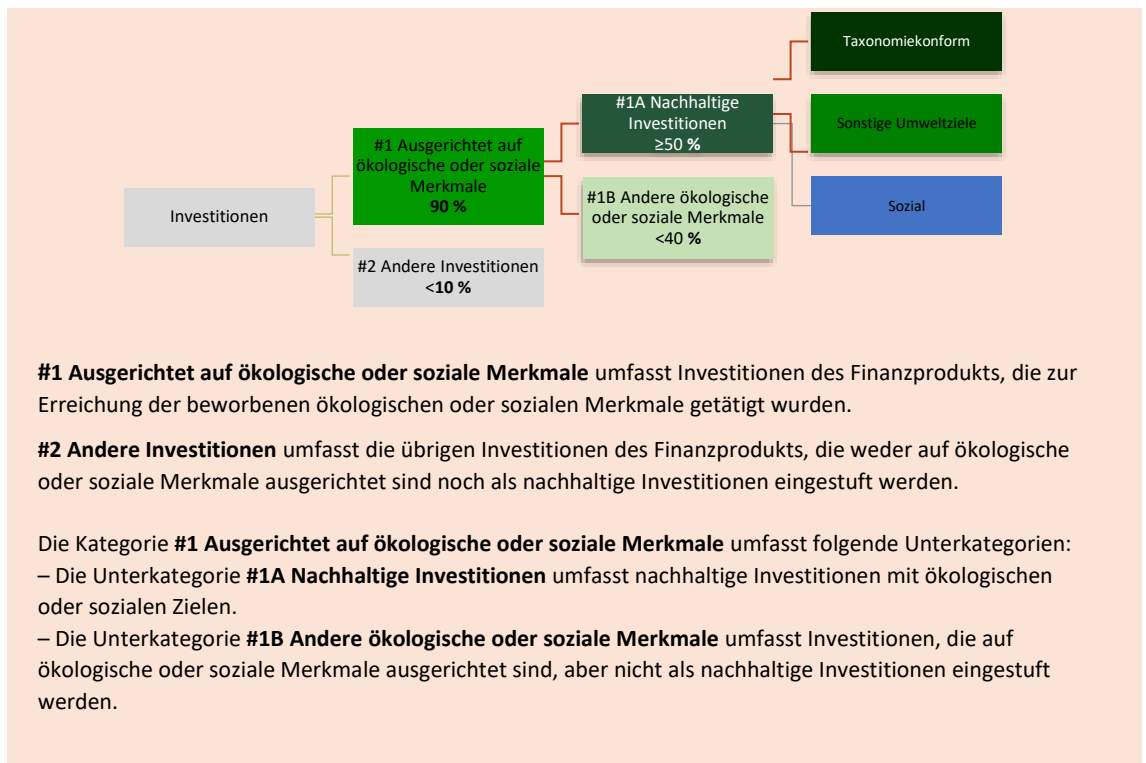 Taxonomiekonform
#1A Nachhaltige
Investitionen
≥50 %
Sonstige Umweltziele
#1 Ausgerichtet auf
ökologische oder soziale
Merkmale
90 %
#1B Andere ökologische
oder soziale Merkmale
<40 %
Sozial
Investitionen
#2 Andere Investitionen
<10 %
#1 Ausgerichtet auf ökologische oder soziale Merkmale umfasst Investitionen des Finanzprodukts, die zur
Erreichung der beworbenen ökologischen oder sozialen Merkmale getätigt wurden.
#2 Andere Investitionen umfasst die übrigen Investitionen des Finanzprodukts, die weder auf ökologische
oder soziale Merkmale ausgerichtet sind noch als nachhaltige Investitionen eingestuft werden.
Die Kategorie #1 Ausgerichtet auf ökologische oder soziale Merkmale umfasst folgende Unterkategorien:
– Die Unterkategorie #1A Nachhaltige Investitionen umfasst nachhaltige Investitionen mit ökologischen
oder sozialen Zielen.
– Die Unterkategorie #1B Andere ökologische oder soziale Merkmale umfasst Investitionen, die auf
ökologische oder soziale Merkmale ausgerichtet sind, aber nicht als nachhaltige Investitionen eingestuft
werden.